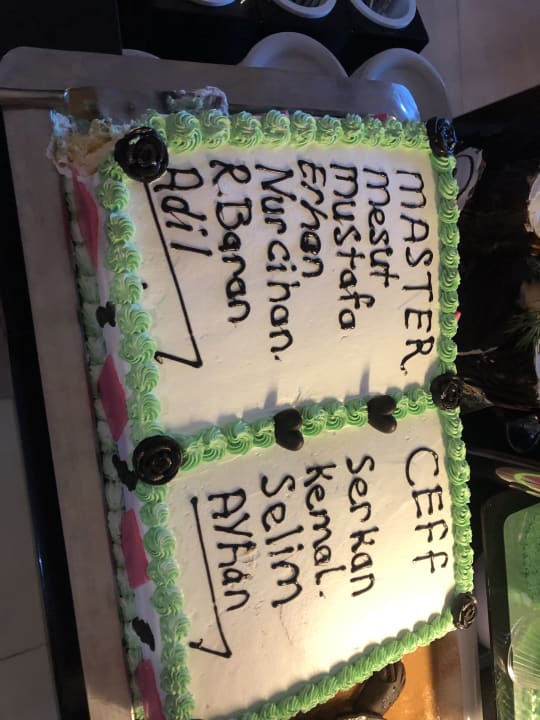 MASTER
mesut
mustafa
Erhan
Nurcihan.
R.Baran
Adil
CEFF
serkan
kemal.
Selim
AYhan